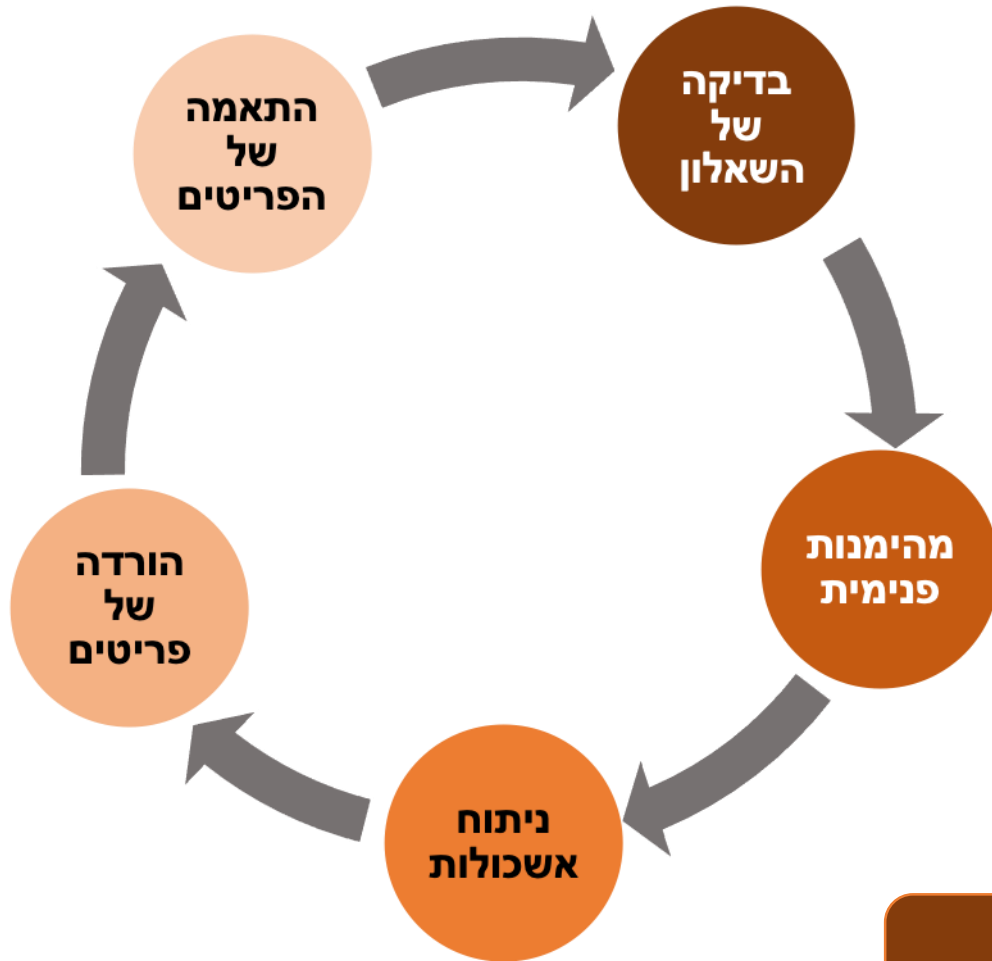 בדיקה
של
השאלון
מהימנות
פנימית
ניתוח
אשכולות
הורדה
של
פריטים
התאמה
של
הפריטים